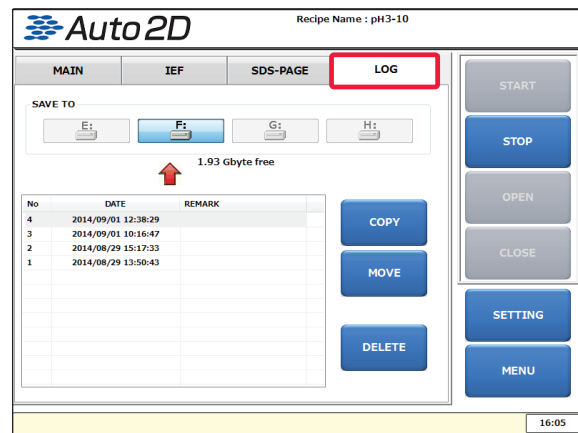 Auto2D
Recipe Name : pH3-10
MAIN
IEF
SDS-PAGE
LOG
SAVE TO
E:
F:
G:
H:
1.93 Gbyte free
No DATE REMARK
4 2014/09/01 12:38:29
3 2014/09/01 10:16:47
2 2014/08/29 15:17:33
1 2014/08/29 13:50:43
COPY
MOVE
DELETE
START
STOP
OPEN
CLOSE
SETTING
MENU
16:05